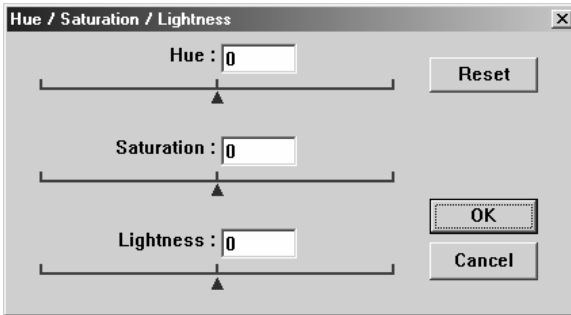 Hue / Saturation / Lightness
Hue : 0
Reset
Saturation : 0
OK
Lightness : 0
Cancel